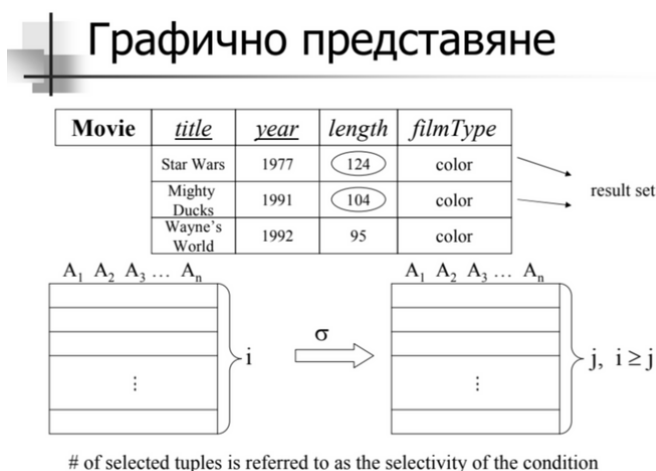 Графично представяне
Movie title year length filmType
Star Wars 1977 124 color
Mighty Ducks 1991 104 color
result set
Wayne's World 1992 95 color
A₁ A₂ A₃ … Aₙ
A₁ A₂ A₃ … Aₙ
⋮ i
σ
⋮ j, i ≥ j
# of selected tuples is referred to as the selectivity of the condition